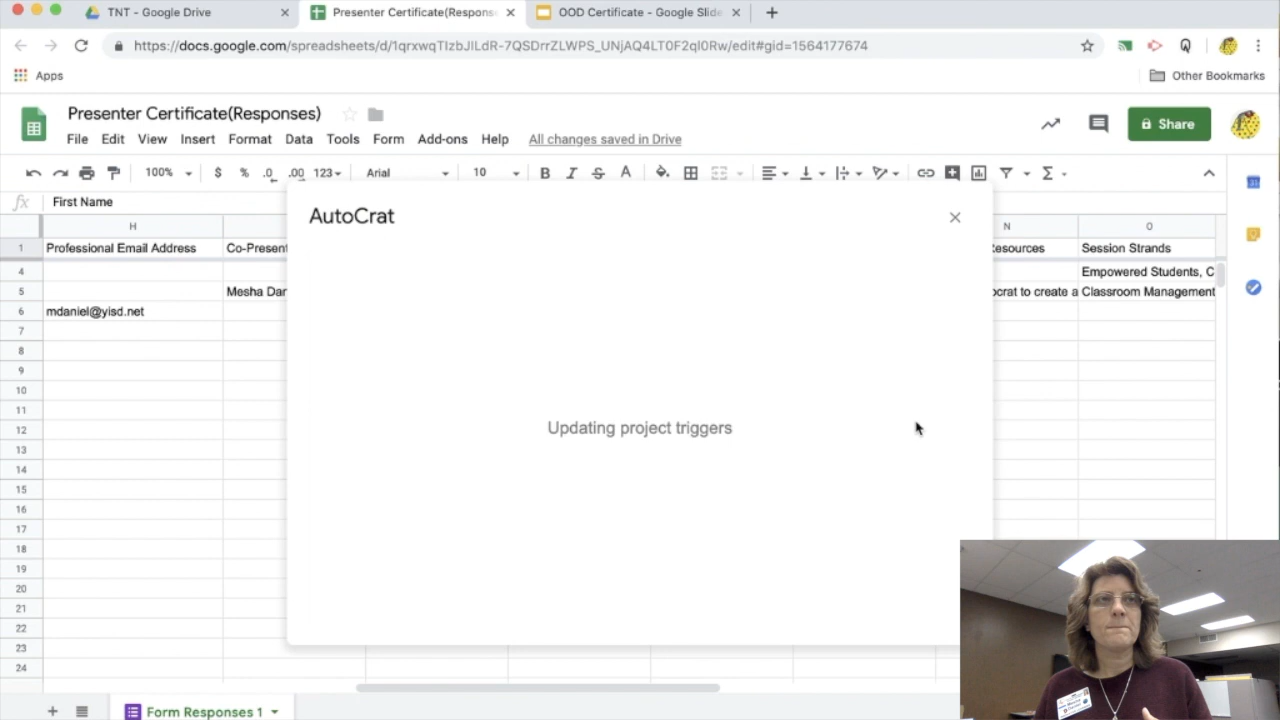 TNT - Google Drive
Presenter Certificate(Respons
OOD Certificate - Google Slide
https://docs.google.com/spreadsheets/d/1qrxwqTIzbJILdR-7QSDrrZLWPS_UNjAQ4LT0F2ql0Rw/edit#gid=1564177674
Apps
Other Bookmarks
Presenter Certificate(Responses)
File Edit View Insert Format Data Tools Form Add-ons Help All changes saved in Drive
Share
100% $ % .0 .00 123 Arial 10 B I S A Σ
fx First Name
H N O
1 Professional Email Address Co-Present Resources Session Strands
4 Empowered Students, C
5 Mesha Dan ocrat to create a Classroom Management
6 mdaniel@yisd.net
7
8
9
10
11
12
13
14
15
16
17
18
19
20
21
22
23
24
AutoCrat
Updating project triggers
Form Responses 1